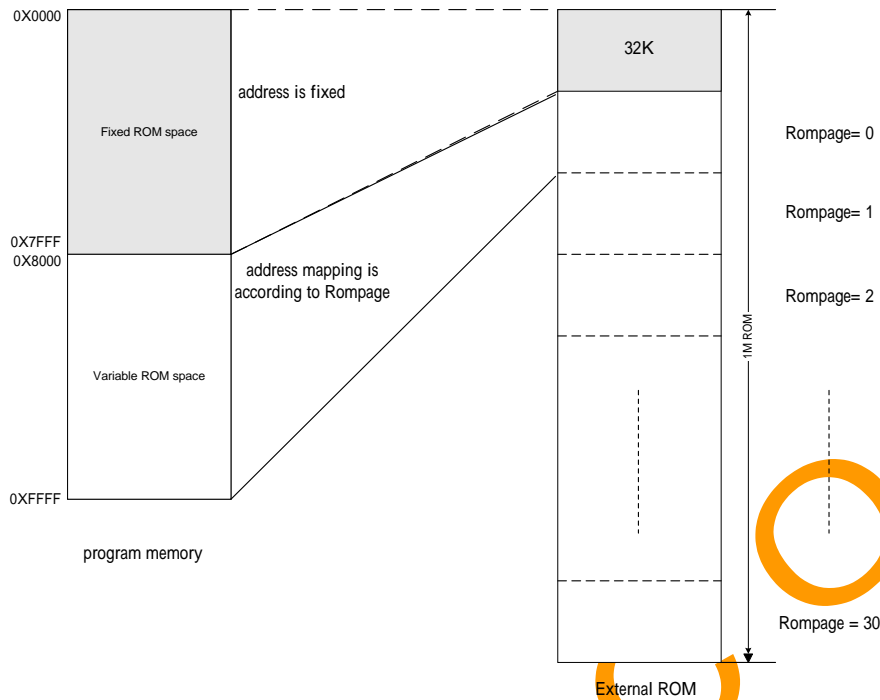 0X0000
32K
address is fixed
Fixed ROM space
Rompage= 0
Rompage= 1
0X7FFF
0X8000
address mapping is
according to Rompage
Rompage= 2
1M ROM
Variable ROM space
0XFFFF
program memory
Rompage = 30
External ROM